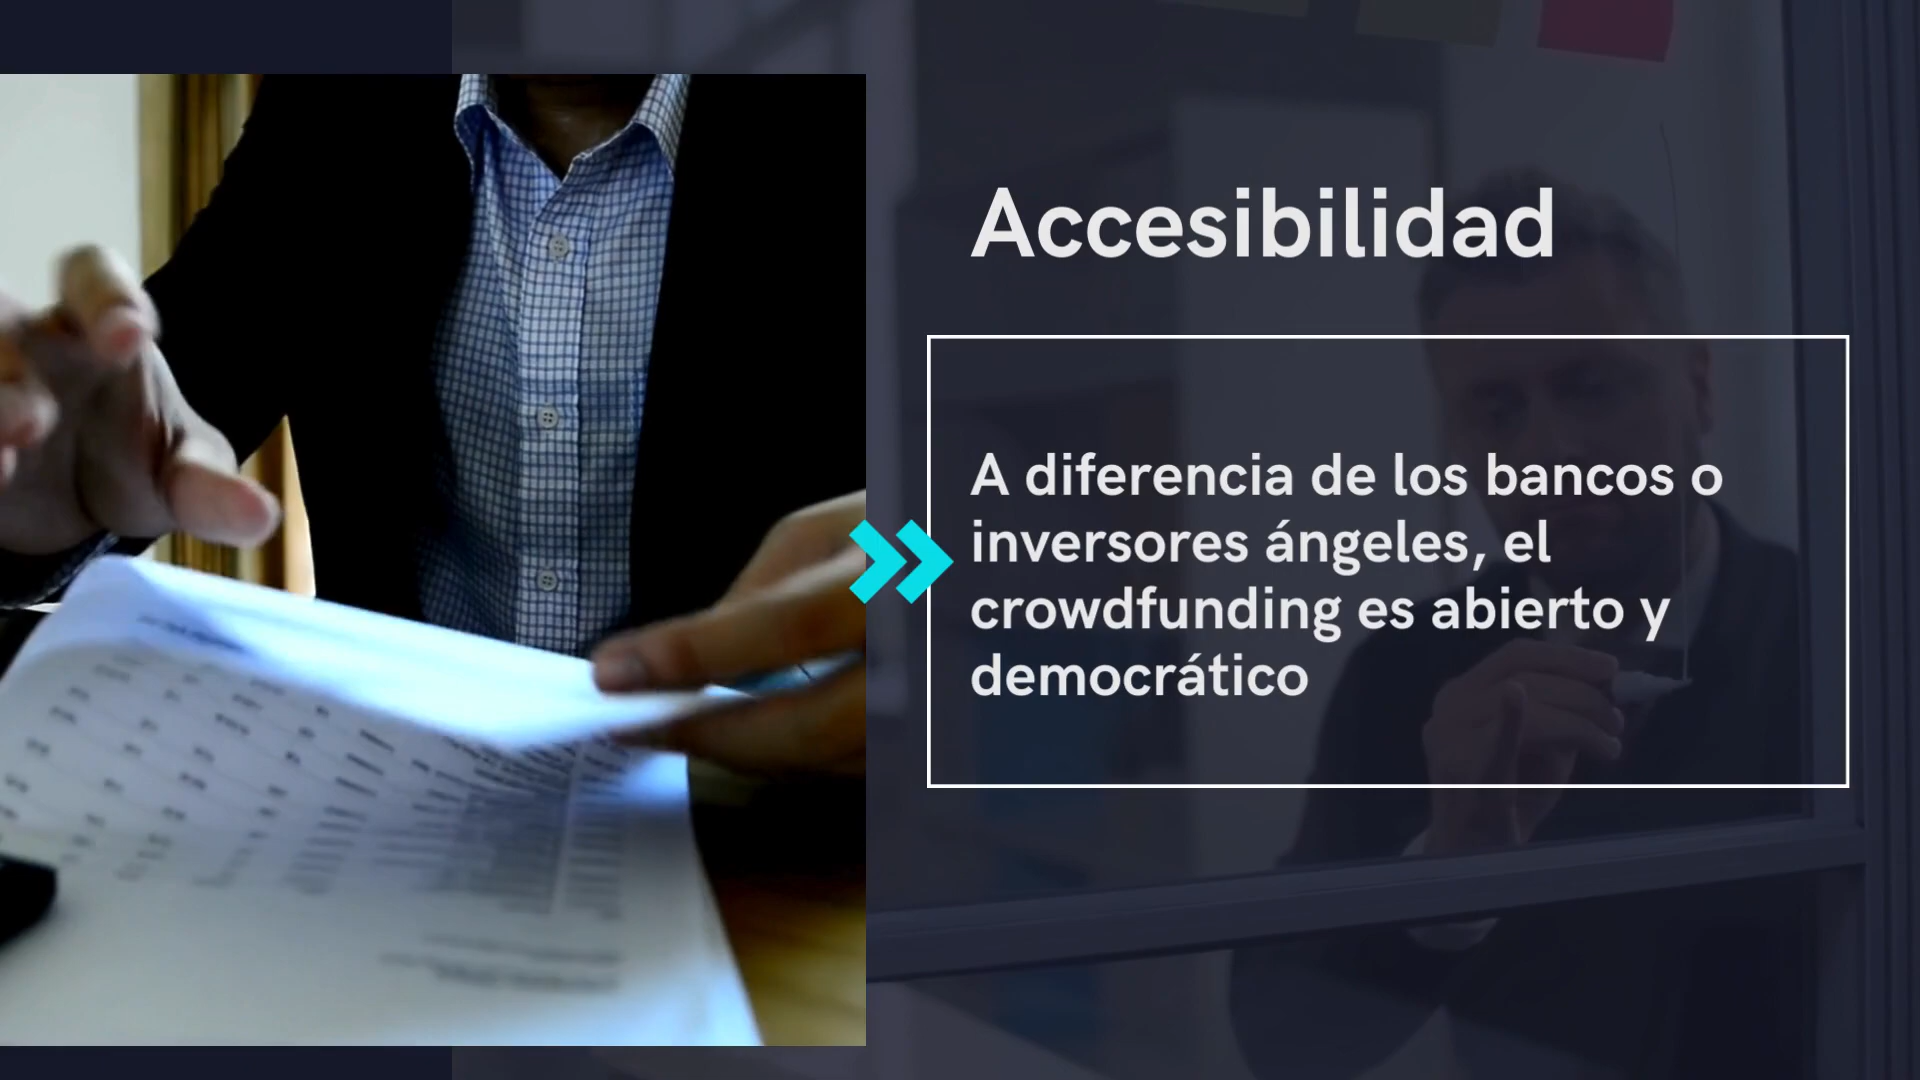 Accesibilidad
A diferencia de los bancos o
inversores ángeles, el
crowdfunding es abierto y
democrático